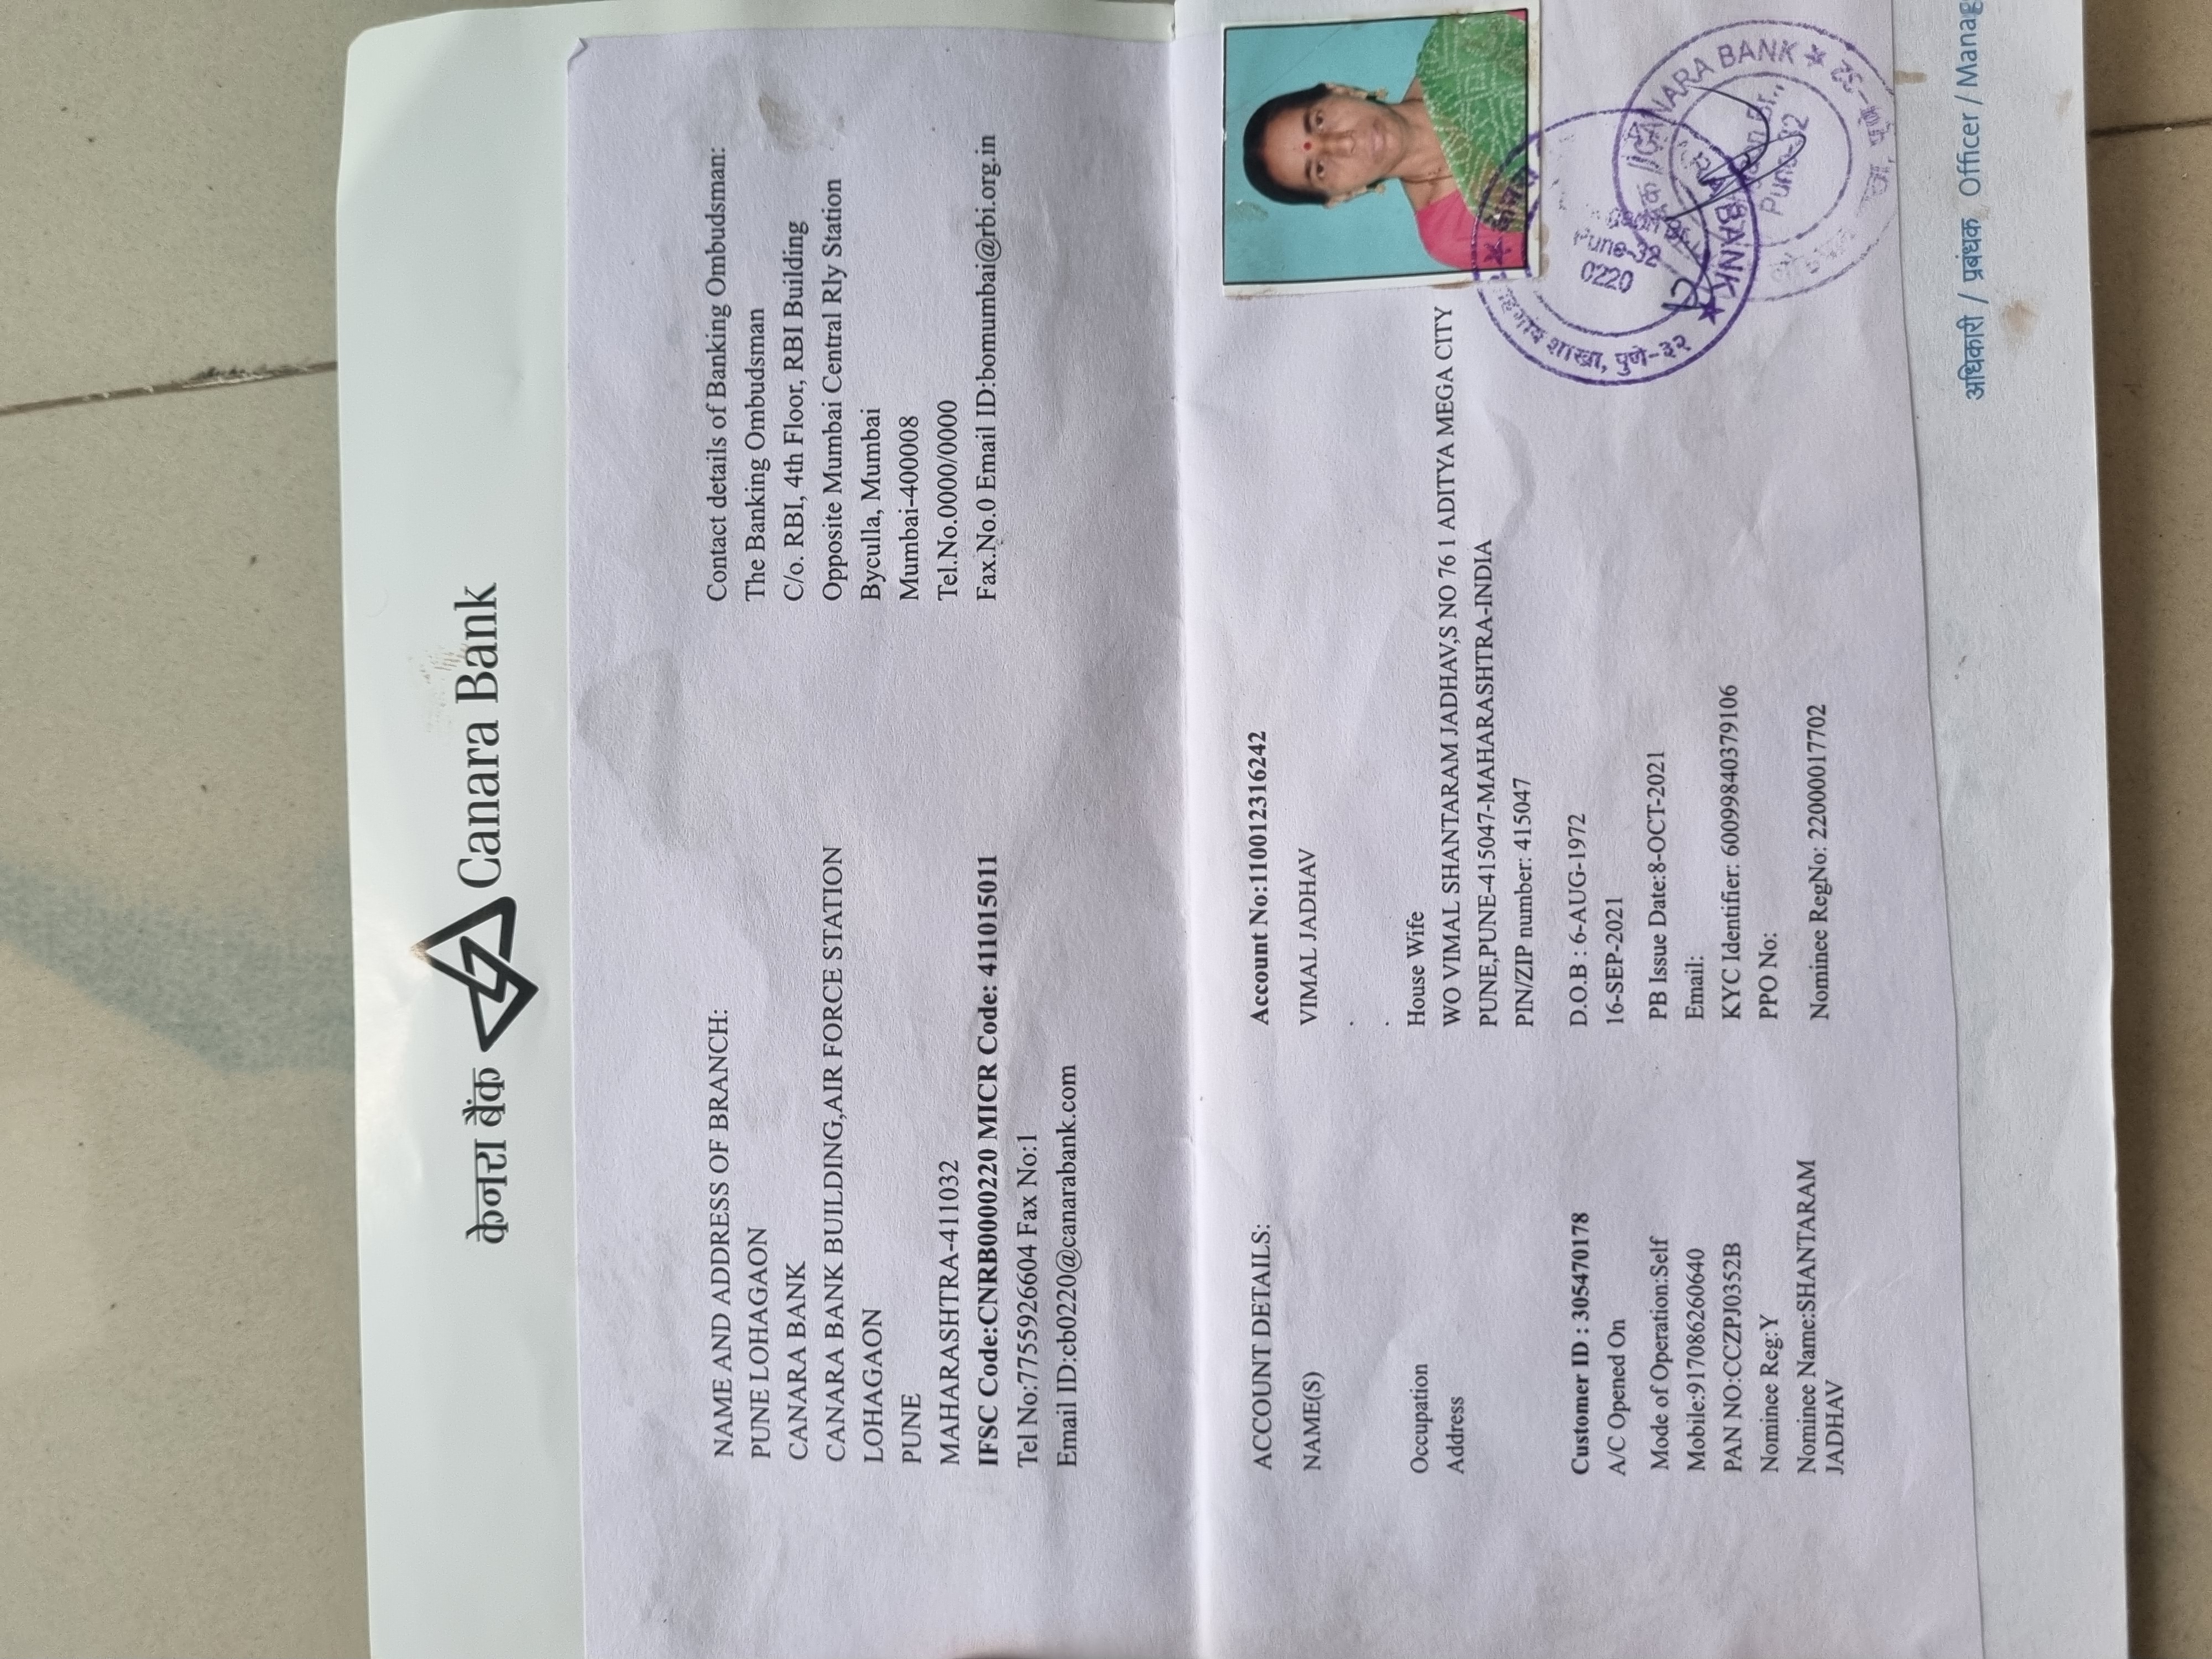 केनरा बैंक Canara Bank
NAME AND ADDRESS OF BRANCH:
PUNE LOHAGAON
CANARA BANK
CANARA BANK BUILDING,AIR FORCE STATION
LOHAGAON
PUNE
MAHARASHTRA-411032
IFSC Code:CNRB0000220 MICR Code: 411015011
Tel No:7755926604 Fax No:1
Email ID:cb0220@canarabank.com
Contact details of Banking Ombudsman:
The Banking Ombudsman
C/o. RBI, 4th Floor, RBI Building
Opposite Mumbai Central Rly Station
Byculla, Mumbai
Mumbai-400008
Tel.No.0000/0000
Fax.No.0 Email ID:bomumbai@rbi.org.in
ACCOUNT DETAILS: Account No:110012316242
NAME(S) VIMAL JADHAV
.
.
Occupation House Wife
Address WO VIMAL SHANTARAM JADHAV,S NO 76 1 ADITYA MEGA CITY
PUNE,PUNE-415047-MAHARASHTRA-INDIA
PIN/ZIP number: 415047
Customer ID : 305470178 D.O.B : 6-AUG-1972
A/C Opened On 16-SEP-2021
Mode of Operation:Self PB Issue Date:8-OCT-2021
Mobile:917086260640 Email:
PAN NO:CCZPJ0352B KYC Identifier: 60099840379106
Nominee Reg:Y PPO No:
Nominee Name:SHANTARAM
JADHAV
Nominee RegNo: 22000017702
शाखा, पुणे-३२
Pune-32
0220
BANK
CANARA BANK
Br.,
Pune-32
पुणे-32
अधिकारी / प्रबंधक Officer / Manag